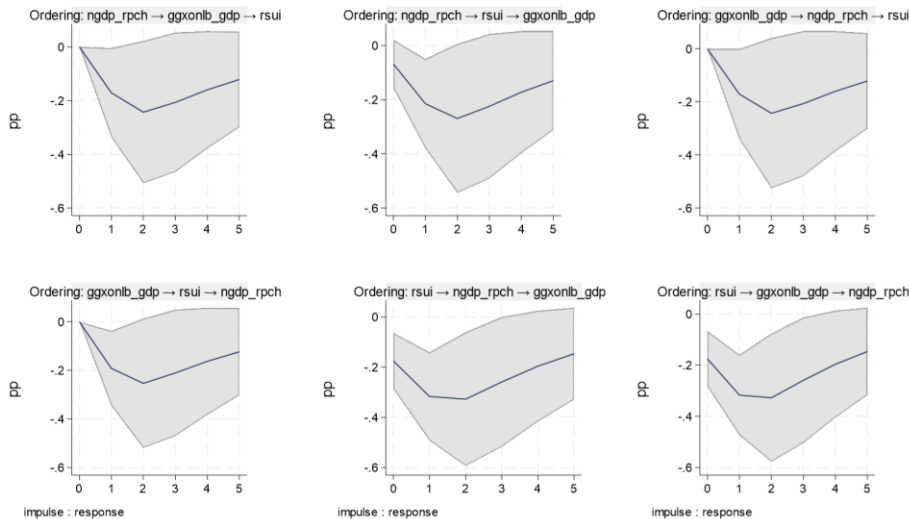 Ordering: ngdp_rpch → ggxonlb_gdp → rsui
0
-.2
-.4
-.6
pp
0 1 2 3 4 5
Ordering: ngdp_rpch → rsui → ggxonlb_gdp
0
-.2
-.4
-.6
pp
0 1 2 3 4 5
Ordering: ggxonlb_gdp → ngdp_rpch → rsui
0
-.2
-.4
-.6
pp
0 1 2 3 4 5
Ordering: ggxonlb_gdp → rsui → ngdp_rpch
0
-.2
-.4
-.6
pp
0 1 2 3 4 5
impulse : response
Ordering: rsui → ngdp_rpch → ggxonlb_gdp
0
-.2
-.4
-.6
pp
0 1 2 3 4 5
impulse : response
Ordering: rsui → ggxonlb_gdp → ngdp_rpch
0
-.2
-.4
-.6
pp
0 1 2 3 4 5
impulse : response